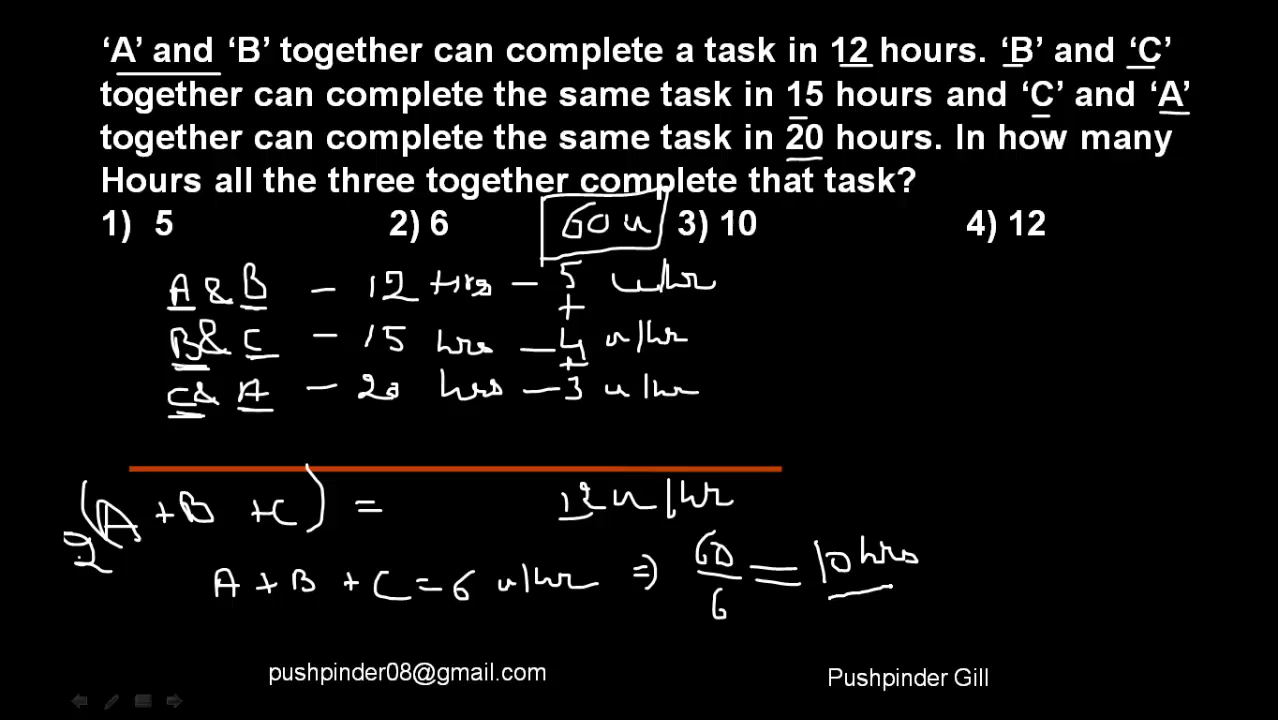 ‘A’ and ‘B’ together can complete a task in 12 hours. ‘B’ and ‘C’
together can complete the same task in 15 hours and ‘C’ and ‘A’
together can complete the same task in 20 hours. In how many
Hours all the three together complete that task?
1) 5 2) 6 60 u 3) 10 4) 12
A & B - 12 Hrs - 5 u/hr
+
B & C - 15 hrs - 4 u/hr
+
C & A - 20 hrs - 3 u/hr
2(A + B + C) = 12 u/hr
A + B + C = 6 u/hr ⇒ 60/6 = 10 hrs
pushpinder08@gmail.com Pushpinder Gill